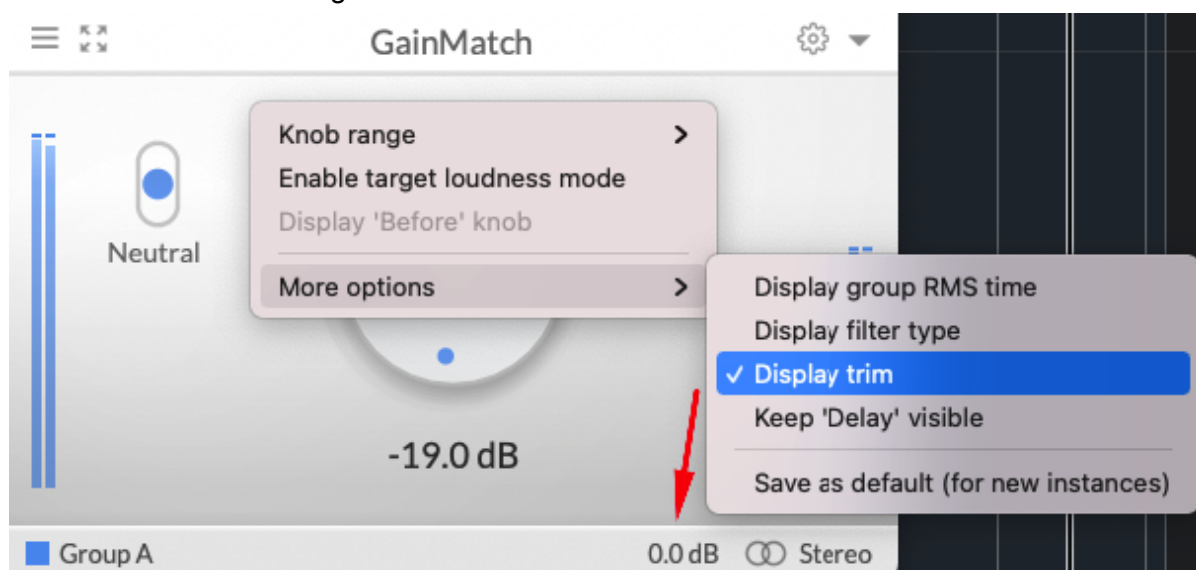 GainMatch
Knob range
Enable target loudness mode
Display 'Before' knob
More options
Neutral
Display group RMS time
Display filter type
Display trim
Keep 'Delay' visible
Save as default (for new instances)
-19.0 dB
Group A
0.0 dB
Stereo